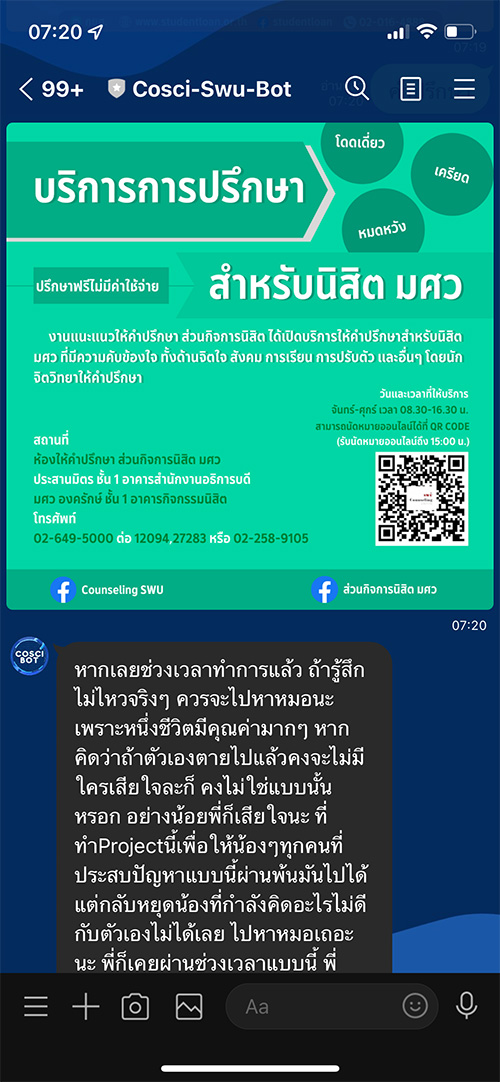 07:20
07:19
99+ Cosci-Swu-Bot
07:20
โดดเดี่ยว
เครียด
หมดหวัง
บริการการปรึกษา
ปรึกษาฟรีไม่มีค่าใช้จ่าย
สำหรับนิสิต มศว
งานแนะแนวให้คำปรึกษา ส่วนกิจการนิสิต ได้เปิดบริการให้คำปรึกษาสำหรับนิสิต
มศว ที่มีความคับข้องใจ ทั้งด้านจิตใจ สังคม การเรียน การปรับตัว และอื่นๆ โดยนัก
จิตวิทยาให้คำปรึกษา
วันและเวลาที่ให้บริการ
จันทร์-ศุกร์ เวลา 08.30-16.30 น.
สามารถนัดหมายออนไลน์ได้ที่ QR CODE
(รับนัดหมายออนไลน์ถึง 15:00 น.)
สถานที่
ห้องให้คำปรึกษา ส่วนกิจการนิสิต มศว
ประสานมิตร ชั้น 1 อาคารสำนักงานอธิการบดี
มศว องครักษ์ ชั้น 1 อาคารกิจกรรมนิสิต
โทรศัพท์
02-649-5000 ต่อ 12094,27283 หรือ 02-258-9105
Counseling
Counseling SWU
ส่วนกิจการนิสิต มศว
07:20
COSCI
BOT
หากเลยช่วงเวลาทำการแล้ว ถ้ารู้สึก
ไม่ไหวจริงๆ ควรจะไปหาหมอนะ
เพราะหนึ่งชีวิตมีคุณค่ามากๆ หาก
คิดว่าถ้าตัวเองตายไปแล้วคงจะไม่มี
ใครเสียใจละก็ คงไม่ใช่แบบนั้น
หรอก อย่างน้อยพี่ก็เสียใจนะ ที่
ทำProjectนี้เพื่อให้น้องๆทุกคนที่
ประสบปัญหาแบบนี้ผ่านพ้นมันไปได้
แต่กลับหยุดน้องที่กำลังคิดอะไรไม่ดี
กับตัวเองไม่ได้เลย ไปหาหมอเถอะ
นะ พี่ก็เคยผ่านช่วงเวลาแบบนี้ พี่
Aa